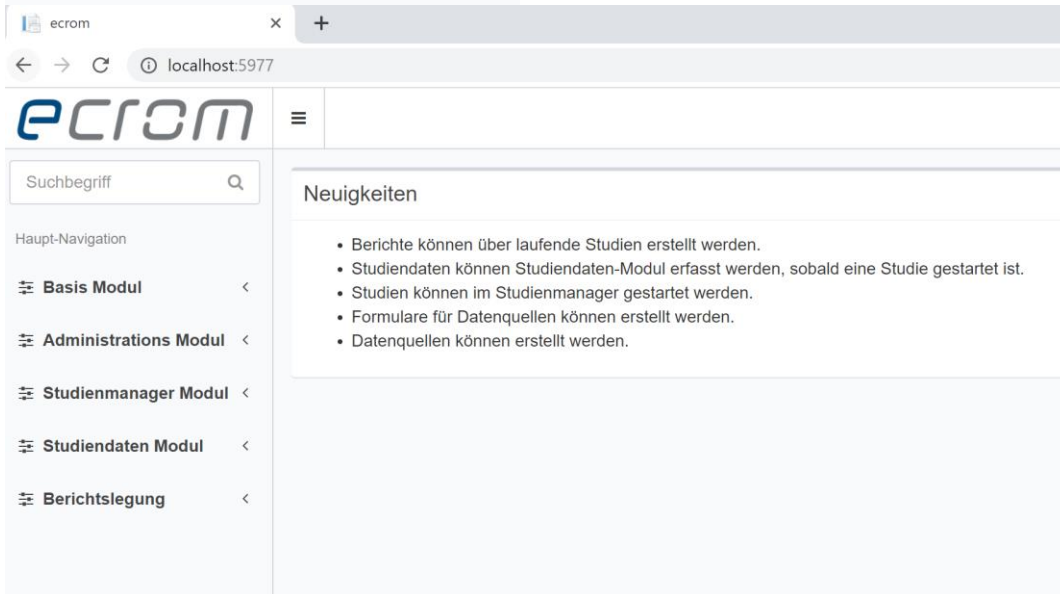 ecrom
localhost:5977
ecrom
Suchbegriff
Neuigkeiten
Haupt-Navigation
Basis Modul
Administrations Modul
Studienmanager Modul
Studiendaten Modul
Berichtslegung
• Berichte können über laufende Studien erstellt werden.
• Studiendaten können Studiendaten-Modul erfasst werden, sobald eine Studie gestartet ist.
• Studien können im Studienmanager gestartet werden.
• Formulare für Datenquellen können erstellt werden.
• Datenquellen können erstellt werden.